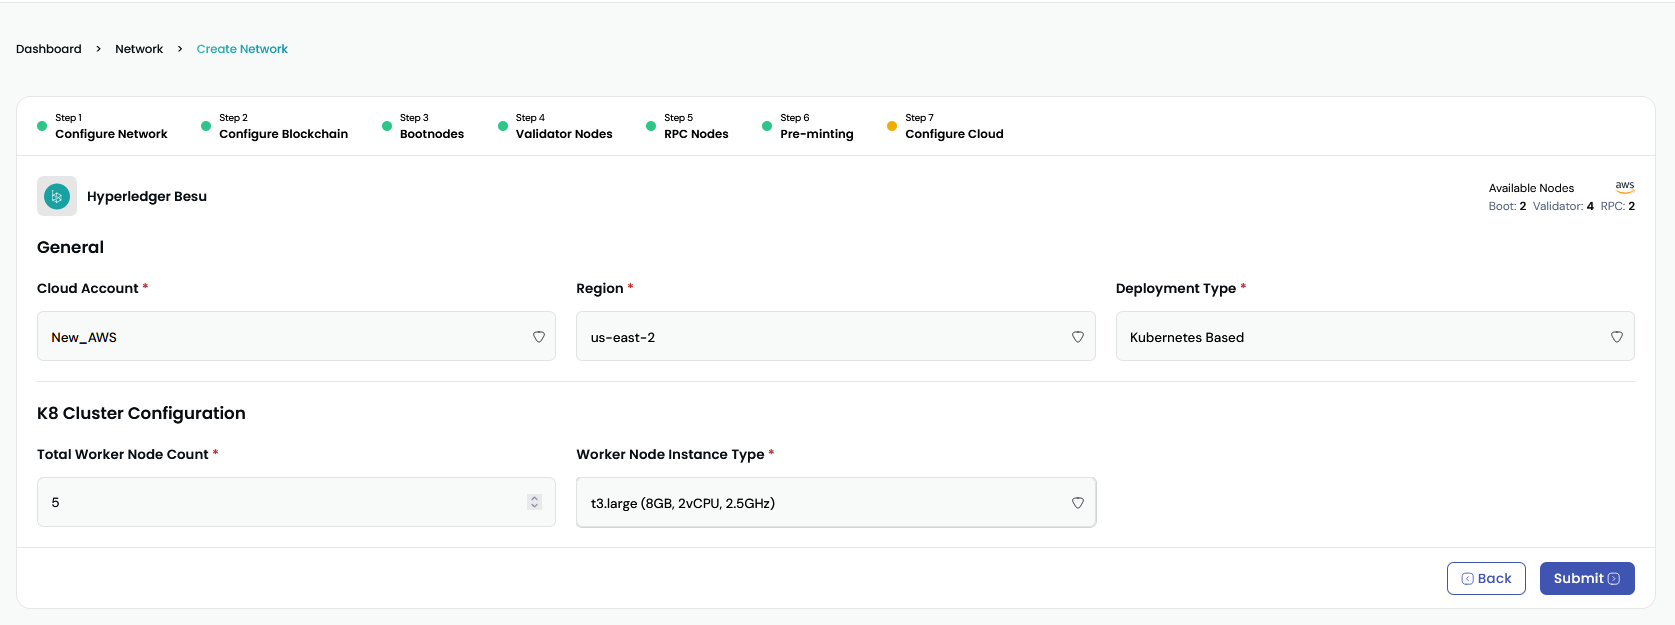 Dashboard > Network > Create Network
Step 1
Configure Network
Step 2
Configure Blockchain
Step 3
Bootnodes
Step 4
Validator Nodes
Step 5
RPC Nodes
Step 6
Pre-minting
Step 7
Configure Cloud
Hyperledger Besu
Available Nodes
aws
Boot: 2 Validator: 4 RPC: 2
General
Cloud Account *
New_AWS
Region *
us-east-2
Deployment Type *
Kubernetes Based
K8 Cluster Configuration
Total Worker Node Count *
5
Worker Node Instance Type *
t3.large (8GB, 2vCPU, 2.5GHz)
Back
Submit